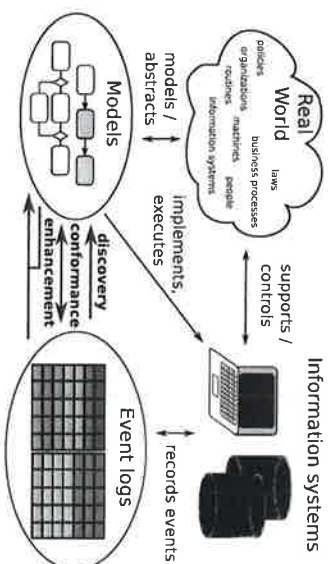 Real
World
laws
policies
business processes
organizations
people
machines
routines
information systems
supports /
controls
Information systems
models /
abstracts
implements,
executes
records events
Models
discovery
conformance
enhancement
Event logs